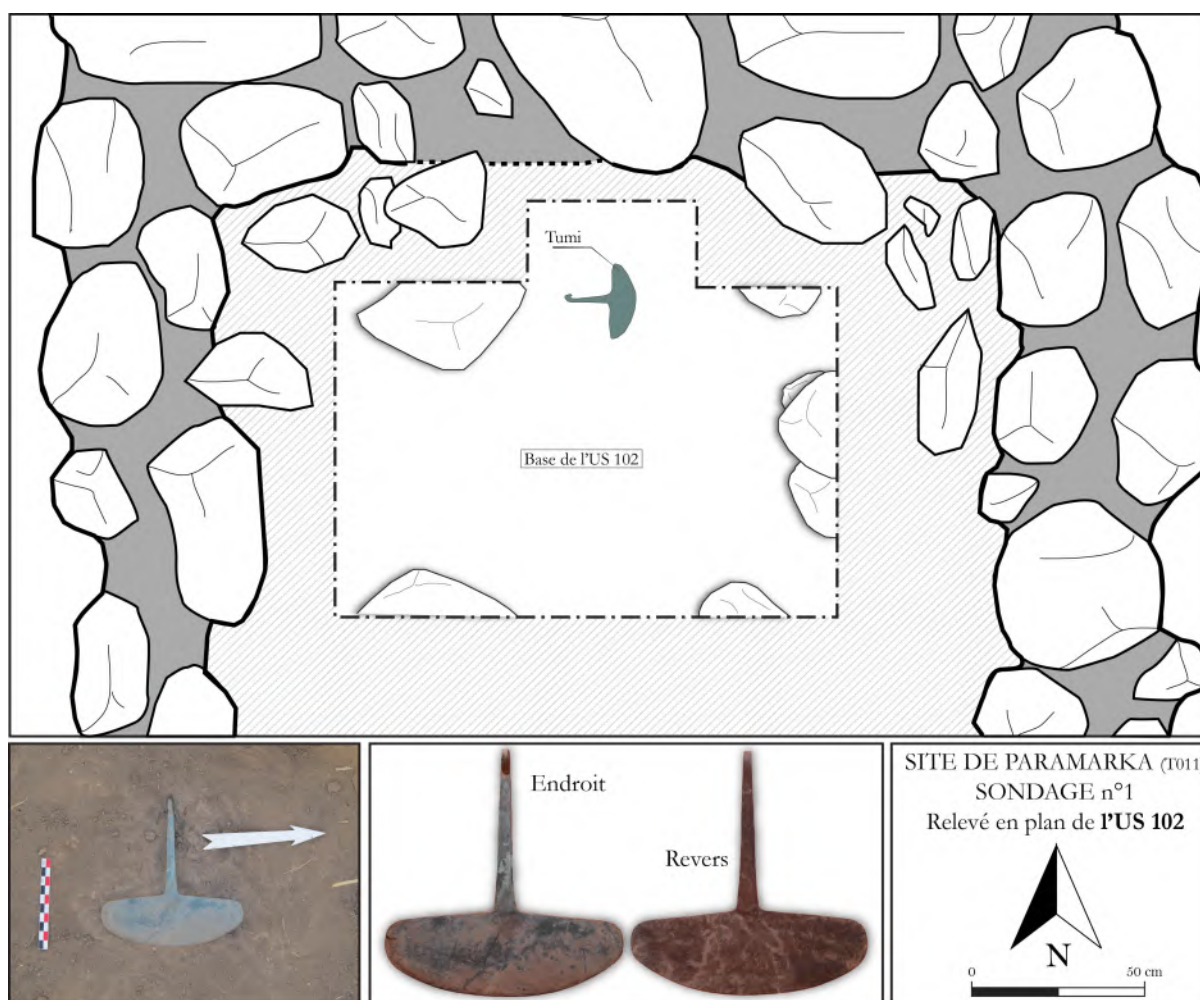 Tumi
Base de l'US 102
Endroit
Revers
SITE DE PARAMARKA (T011
SONDAGE n°1
Relevé en plan de l'US 102
N
0 50 cm